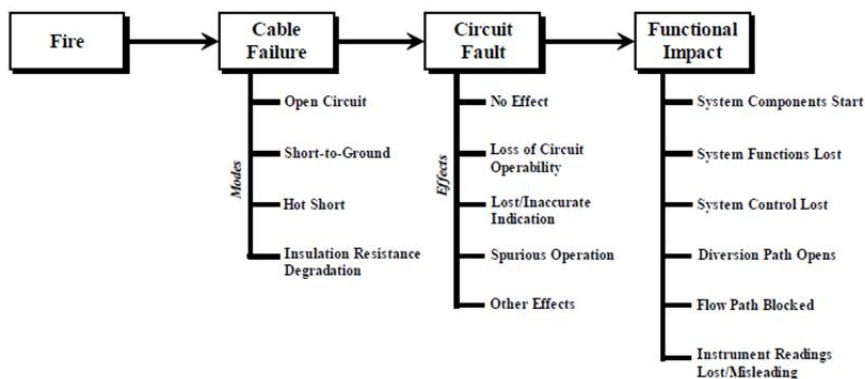 Fire
Cable
Failure
Circuit
Fault
Functional
Impact
Modes
Open Circuit
Short-to-Ground
Hot Short
Insulation Resistance
Degradation
Effects
No Effect
Loss of Circuit
Operability
Lost/Inaccurate
Indication
Spurious Operation
Other Effects
System Components Start
System Functions Lost
System Control Lost
Diversion Path Opens
Flow Path Blocked
Instrument Readings
Lost/Misleading